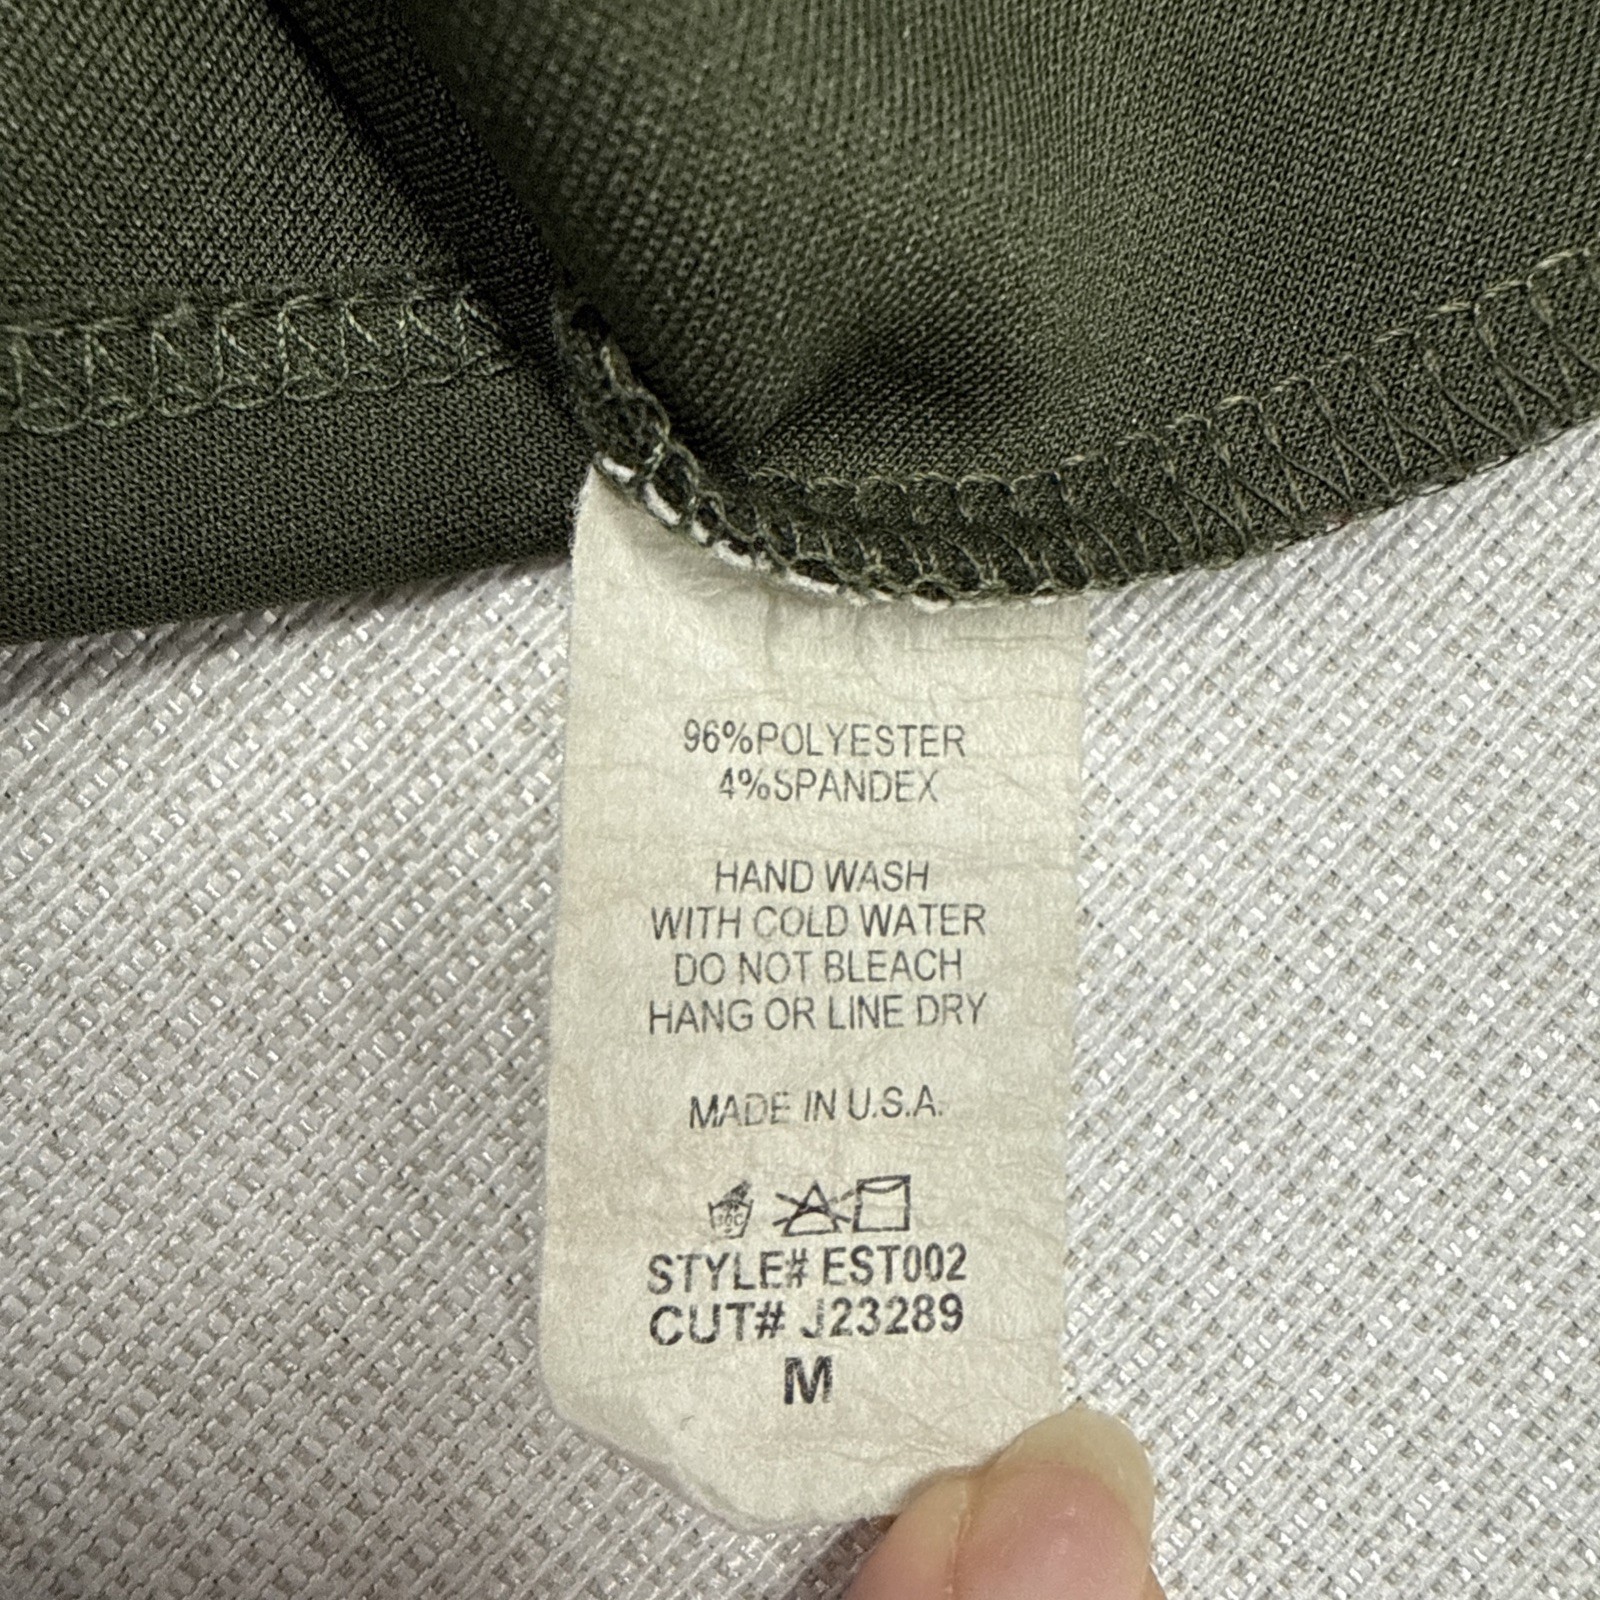 96%POLYESTER
4%SPANDEX
HAND WASH
WITH COLD WATER
DO NOT BLEACH
HANG OR LINE DRY
MADE IN U.S.A.
STYLE# EST002
CUT# J23289
M